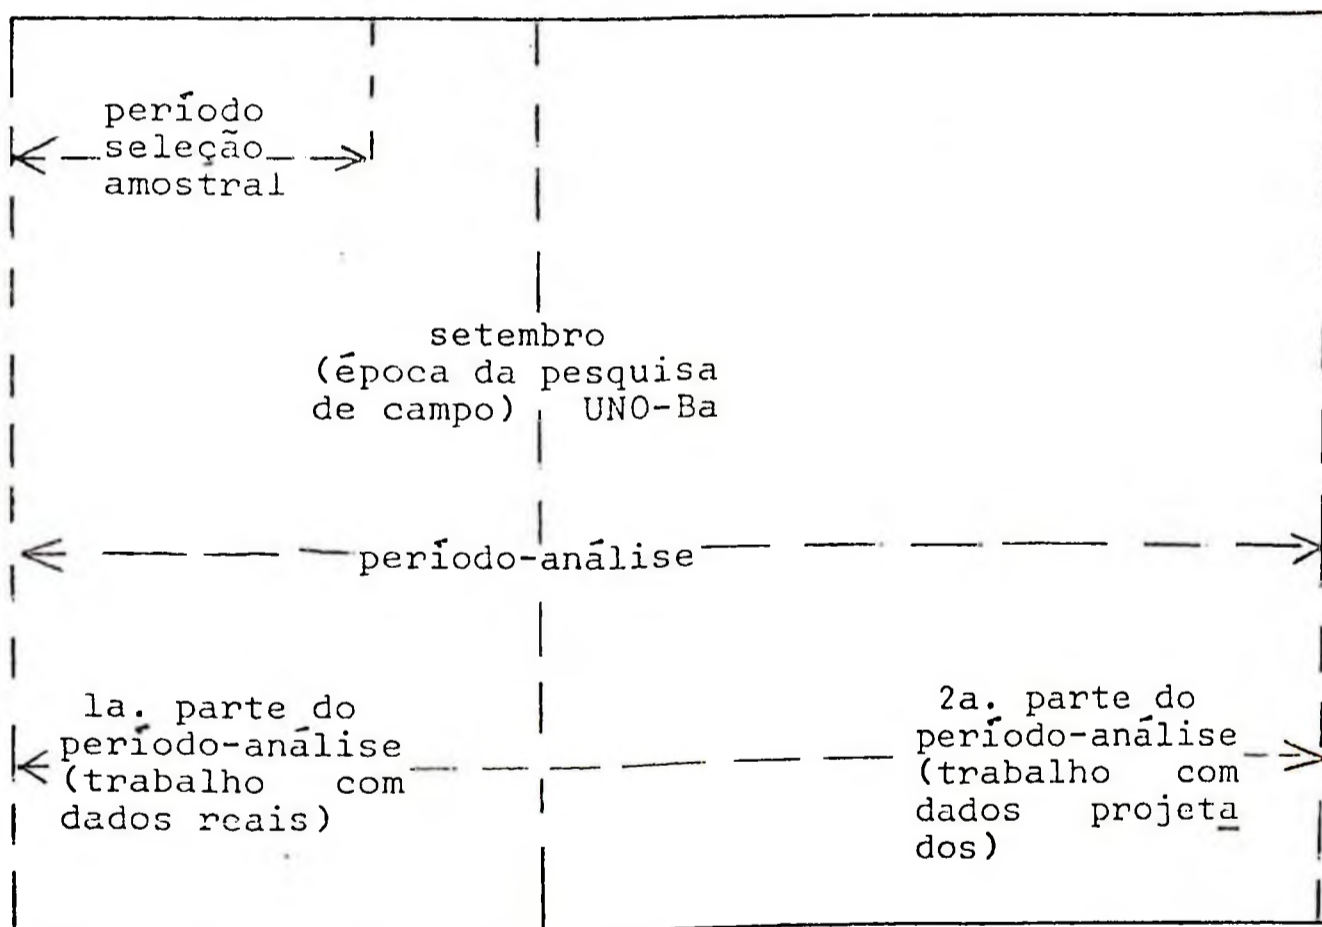 período
seleção
amostral
setembro
(época da pesquisa
de campo) UNO-Ba
período-análise
1a. parte do
período-análise
(trabalho com
dados reais)
2a. parte do
período-análise
(trabalho com
dados projeta
dos)